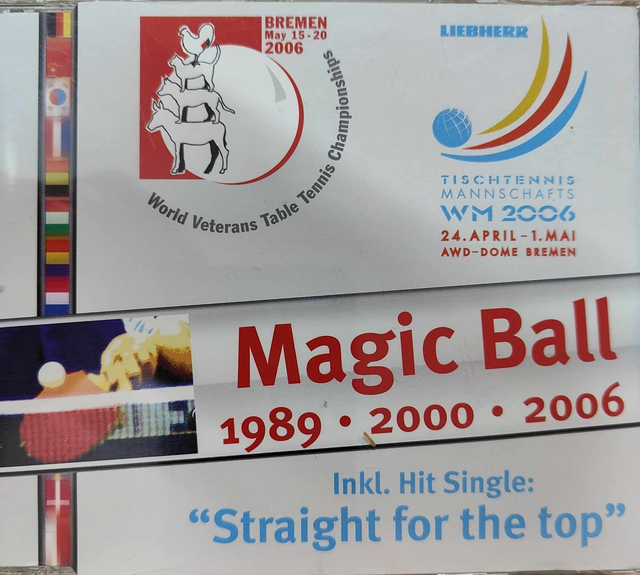 BREMEN
May 15-20
2006
World Veterans Table Tennis Championships
LIEBHERR
TISCHTENNIS
MANNSCHAFTS
WM 2006
24. APRIL - 1. MAI
AWD-DOME BREMEN
Magic Ball
1989 • 2000 • 2006
Inkl. Hit Single:
“Straight for the top”